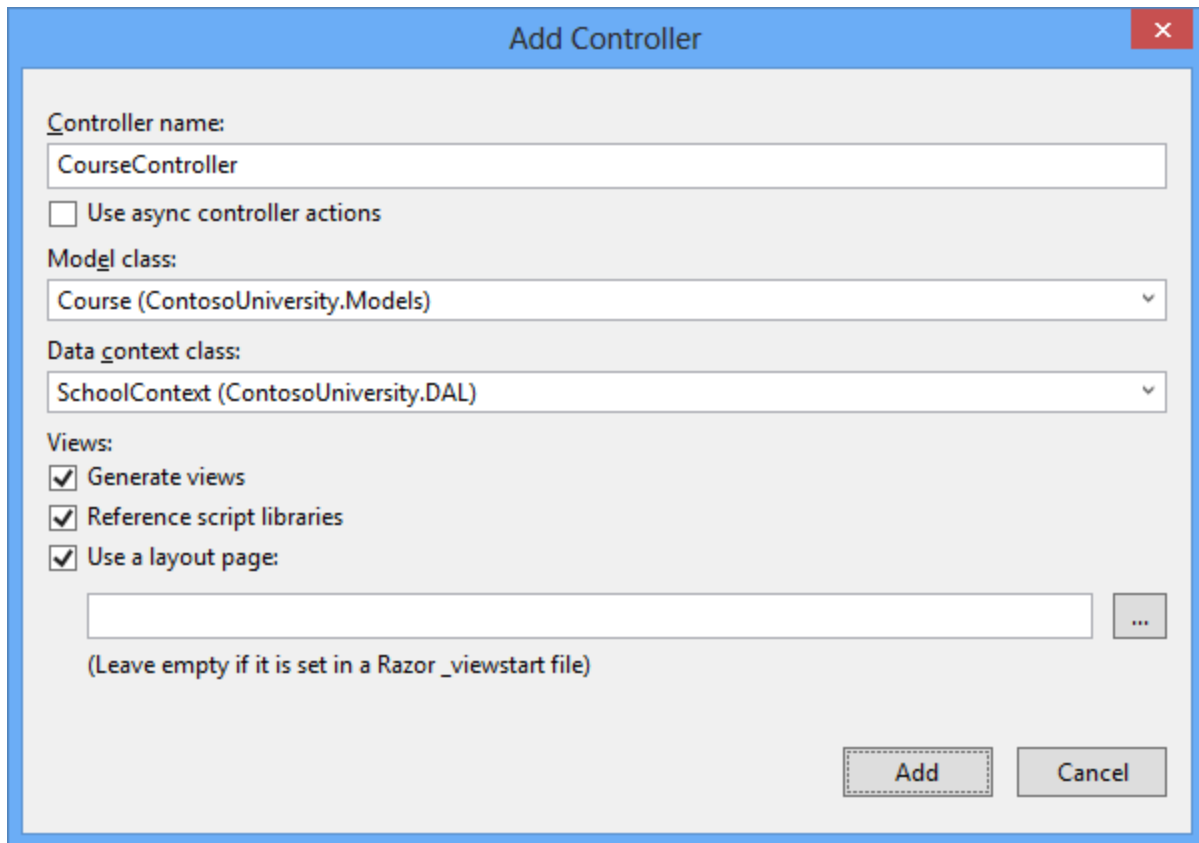 Add Controller
Controller name:
CourseController
Use async controller actions
Model class:
Course (ContosoUniversity.Models)
Data context class:
SchoolContext (ContosoUniversity.DAL)
Views:
Generate views
Reference script libraries
Use a layout page:
...
(Leave empty if it is set in a Razor _viewstart file)
Add Cancel